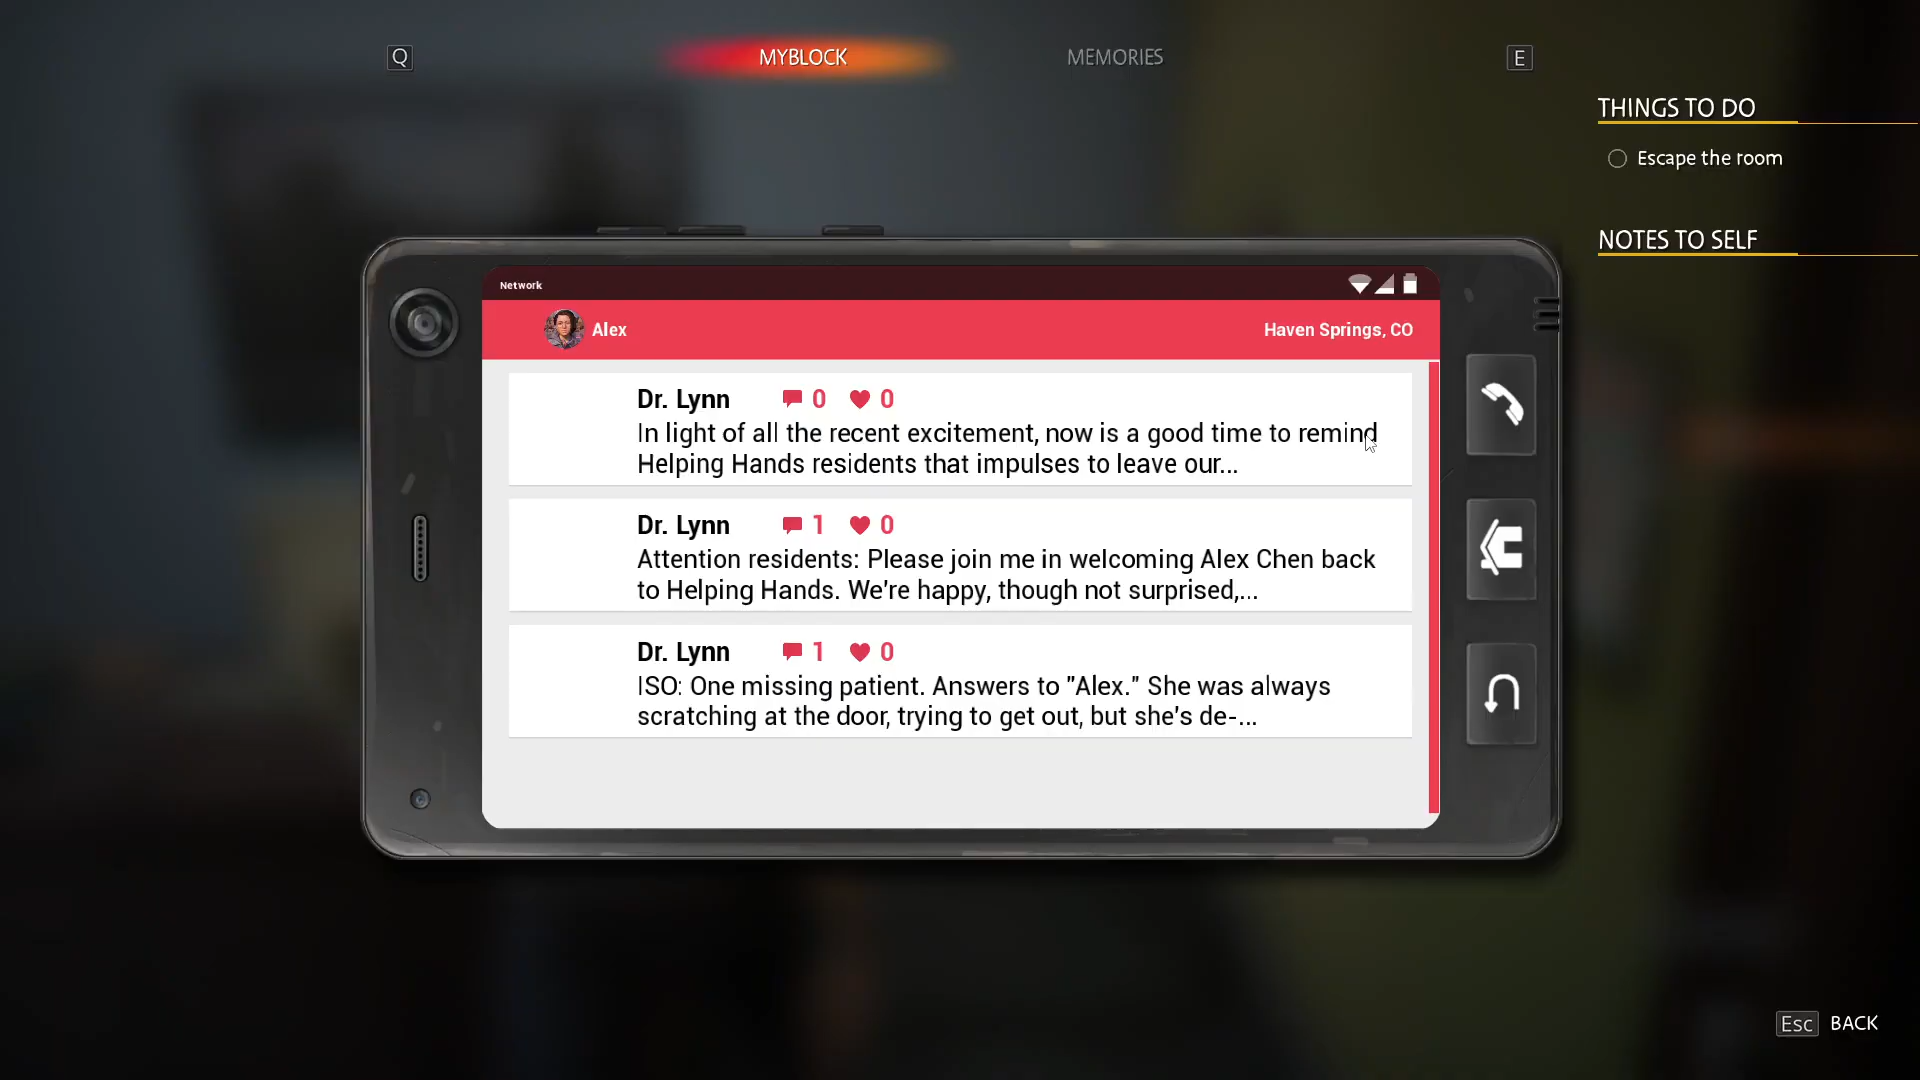 Q
MYBLOCK
MEMORIES
E
THINGS TO DO
Escape the room
NOTES TO SELF
Network
Alex
Haven Springs, CO
Dr. Lynn 0 0
In light of all the recent excitement, now is a good time to remind
Helping Hands residents that impulses to leave our...
Dr. Lynn 1 0
Attention residents: Please join me in welcoming Alex Chen back
to Helping Hands. We're happy, though not surprised,...
Dr. Lynn 1 0
ISO: One missing patient. Answers to "Alex." She was always
scratching at the door, trying to get out, but she's de-...
Esc BACK